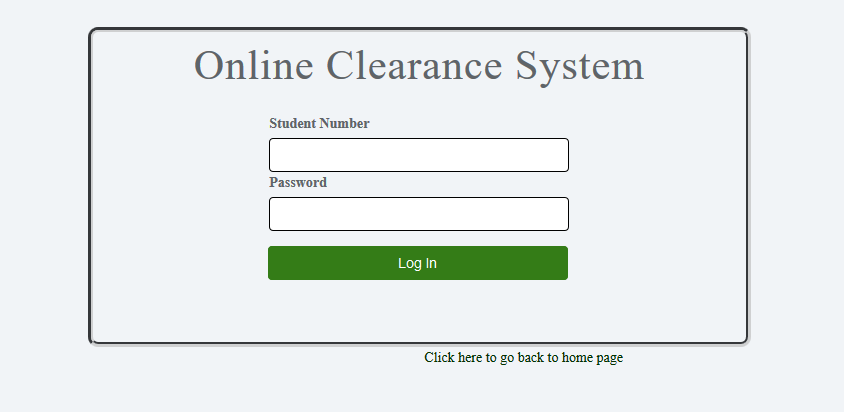 Online Clearance System
Student Number
Password
Log In
Click here to go back to home page